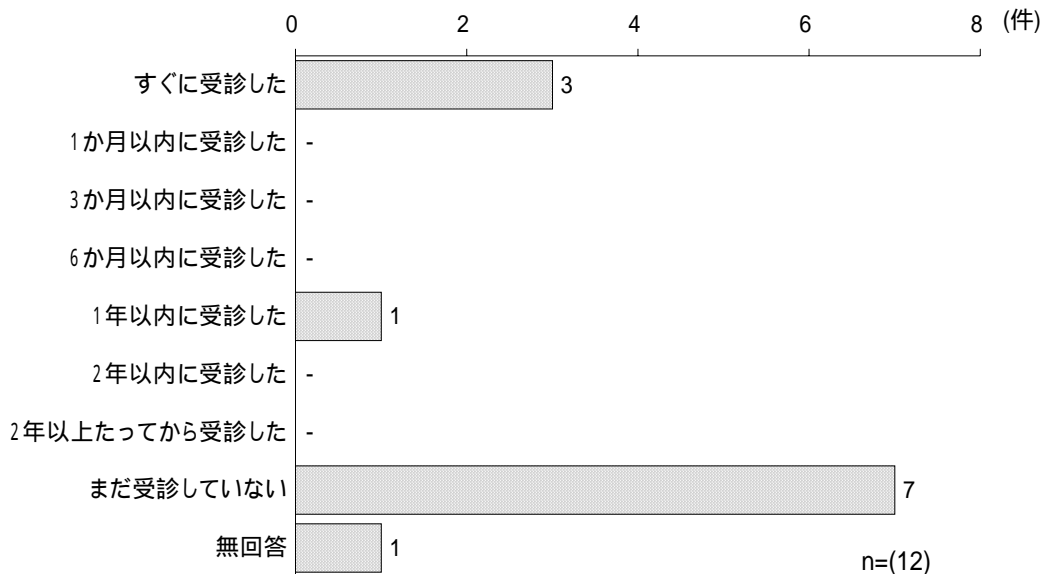 0 2 4 6 8 (件)
すぐに受診した 3
1か月以内に受診した -
3か月以内に受診した -
6か月以内に受診した -
1年以内に受診した 1
2年以内に受診した -
2年以上たってから受診した -
まだ受診していない 7
無回答 1
n=(12)